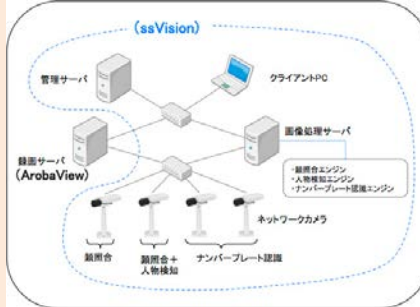 (ssVision)
管理サーバ
クライアントPC
画像処理サーバ
録画サーバ
(ArobaView)
・顔照合エンジン
・人物検知エンジン
・ナンバープレート認識エンジン
ネットワークカメラ
顔照合
顔照合+
人物検知
ナンバープレート認識